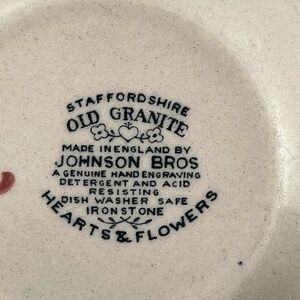 STAFFORDSHIRE
OLD GRANITE
MADE IN ENGLAND BY
JOHNSON BROS
A GENUINE HAND ENGRAVING
DETERGENT AND ACID
RESISTING
DISH WASHER SAFE
IRONSTONE
HEARTS & FLOWERS